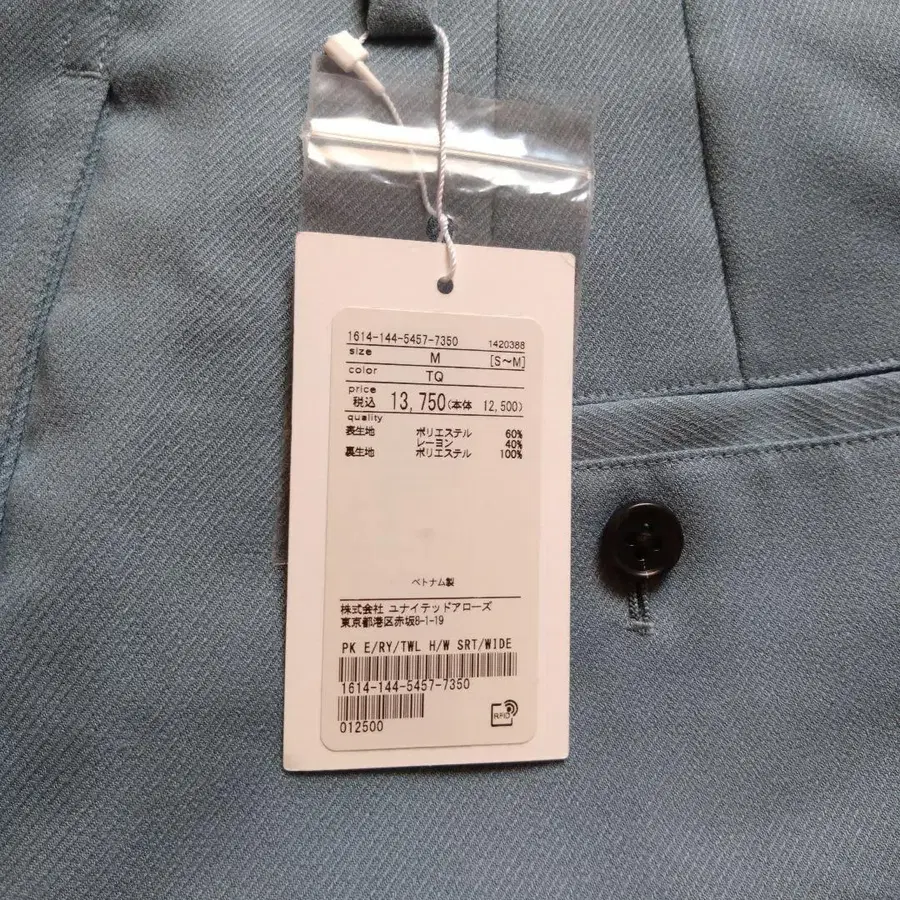 1614-144-5457-7350 1420388
size M [S~M]
color TQ
price
税込 13,750(本体 12,500)
quality
表生地 ポリエステル 60%
レーヨン 40%
裏生地 ポリエステル 100%
ベトナム製
株式会社 ユナイテッドアローズ
東京都港区赤坂8-1-19
PK E/RY/TWL H/W SRT/WIDE
1614-144-5457-7350
012500
RFID